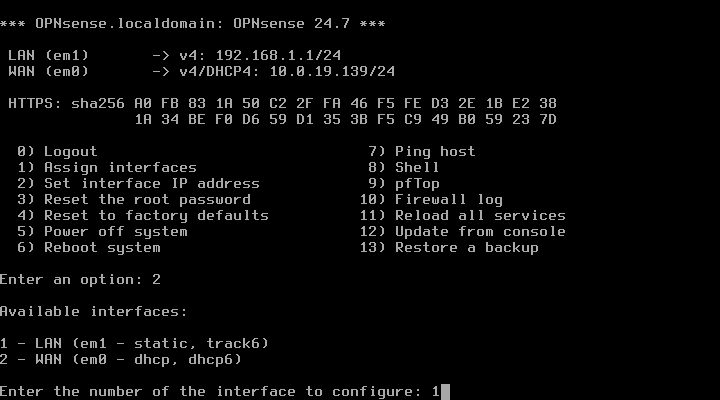 *** OPNsense.localdomain: OPNsense 24.7 ***
LAN (em1) -> v4: 192.168.1.1/24
WAN (em0) -> v4/DHCP4: 10.0.19.139/24
HTTPS: sha256 A0 FB 83 1A 50 C2 2F FA 46 F5 FE D3 2E 1B E2 38
1A 34 BE F0 D6 59 D1 35 3B F5 C9 49 B0 59 23 7D
0) Logout 7) Ping host
1) Assign interfaces 8) Shell
2) Set interface IP address 9) pfTop
3) Reset the root password 10) Firewall log
4) Reset to factory defaults 11) Reload all services
5) Power off system 12) Update from console
6) Reboot system 13) Restore a backup
Enter an option: 2
Available interfaces:
1 - LAN (em1 - static, track6)
2 - WAN (em0 - dhcp, dhcp6)
Enter the number of the interface to configure: 1